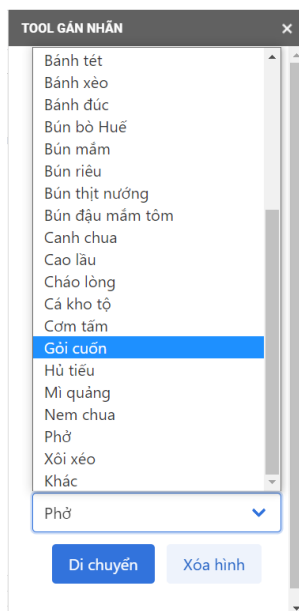 TOOL GÁN NHÃN ×
Bánh tét
Bánh xèo
Bánh đúc
Bún bò Huế
Bún mắm
Bún riêu
Bún thịt nướng
Bún đậu mắm tôm
Canh chua
Cao lầu
Cháo lòng
Cá kho tộ
Cơm tấm
Gỏi cuốn
Hủ tiếu
Mì quảng
Nem chua
Phở
Xôi xéo
Khác
Phở
Di chuyển Xóa hình